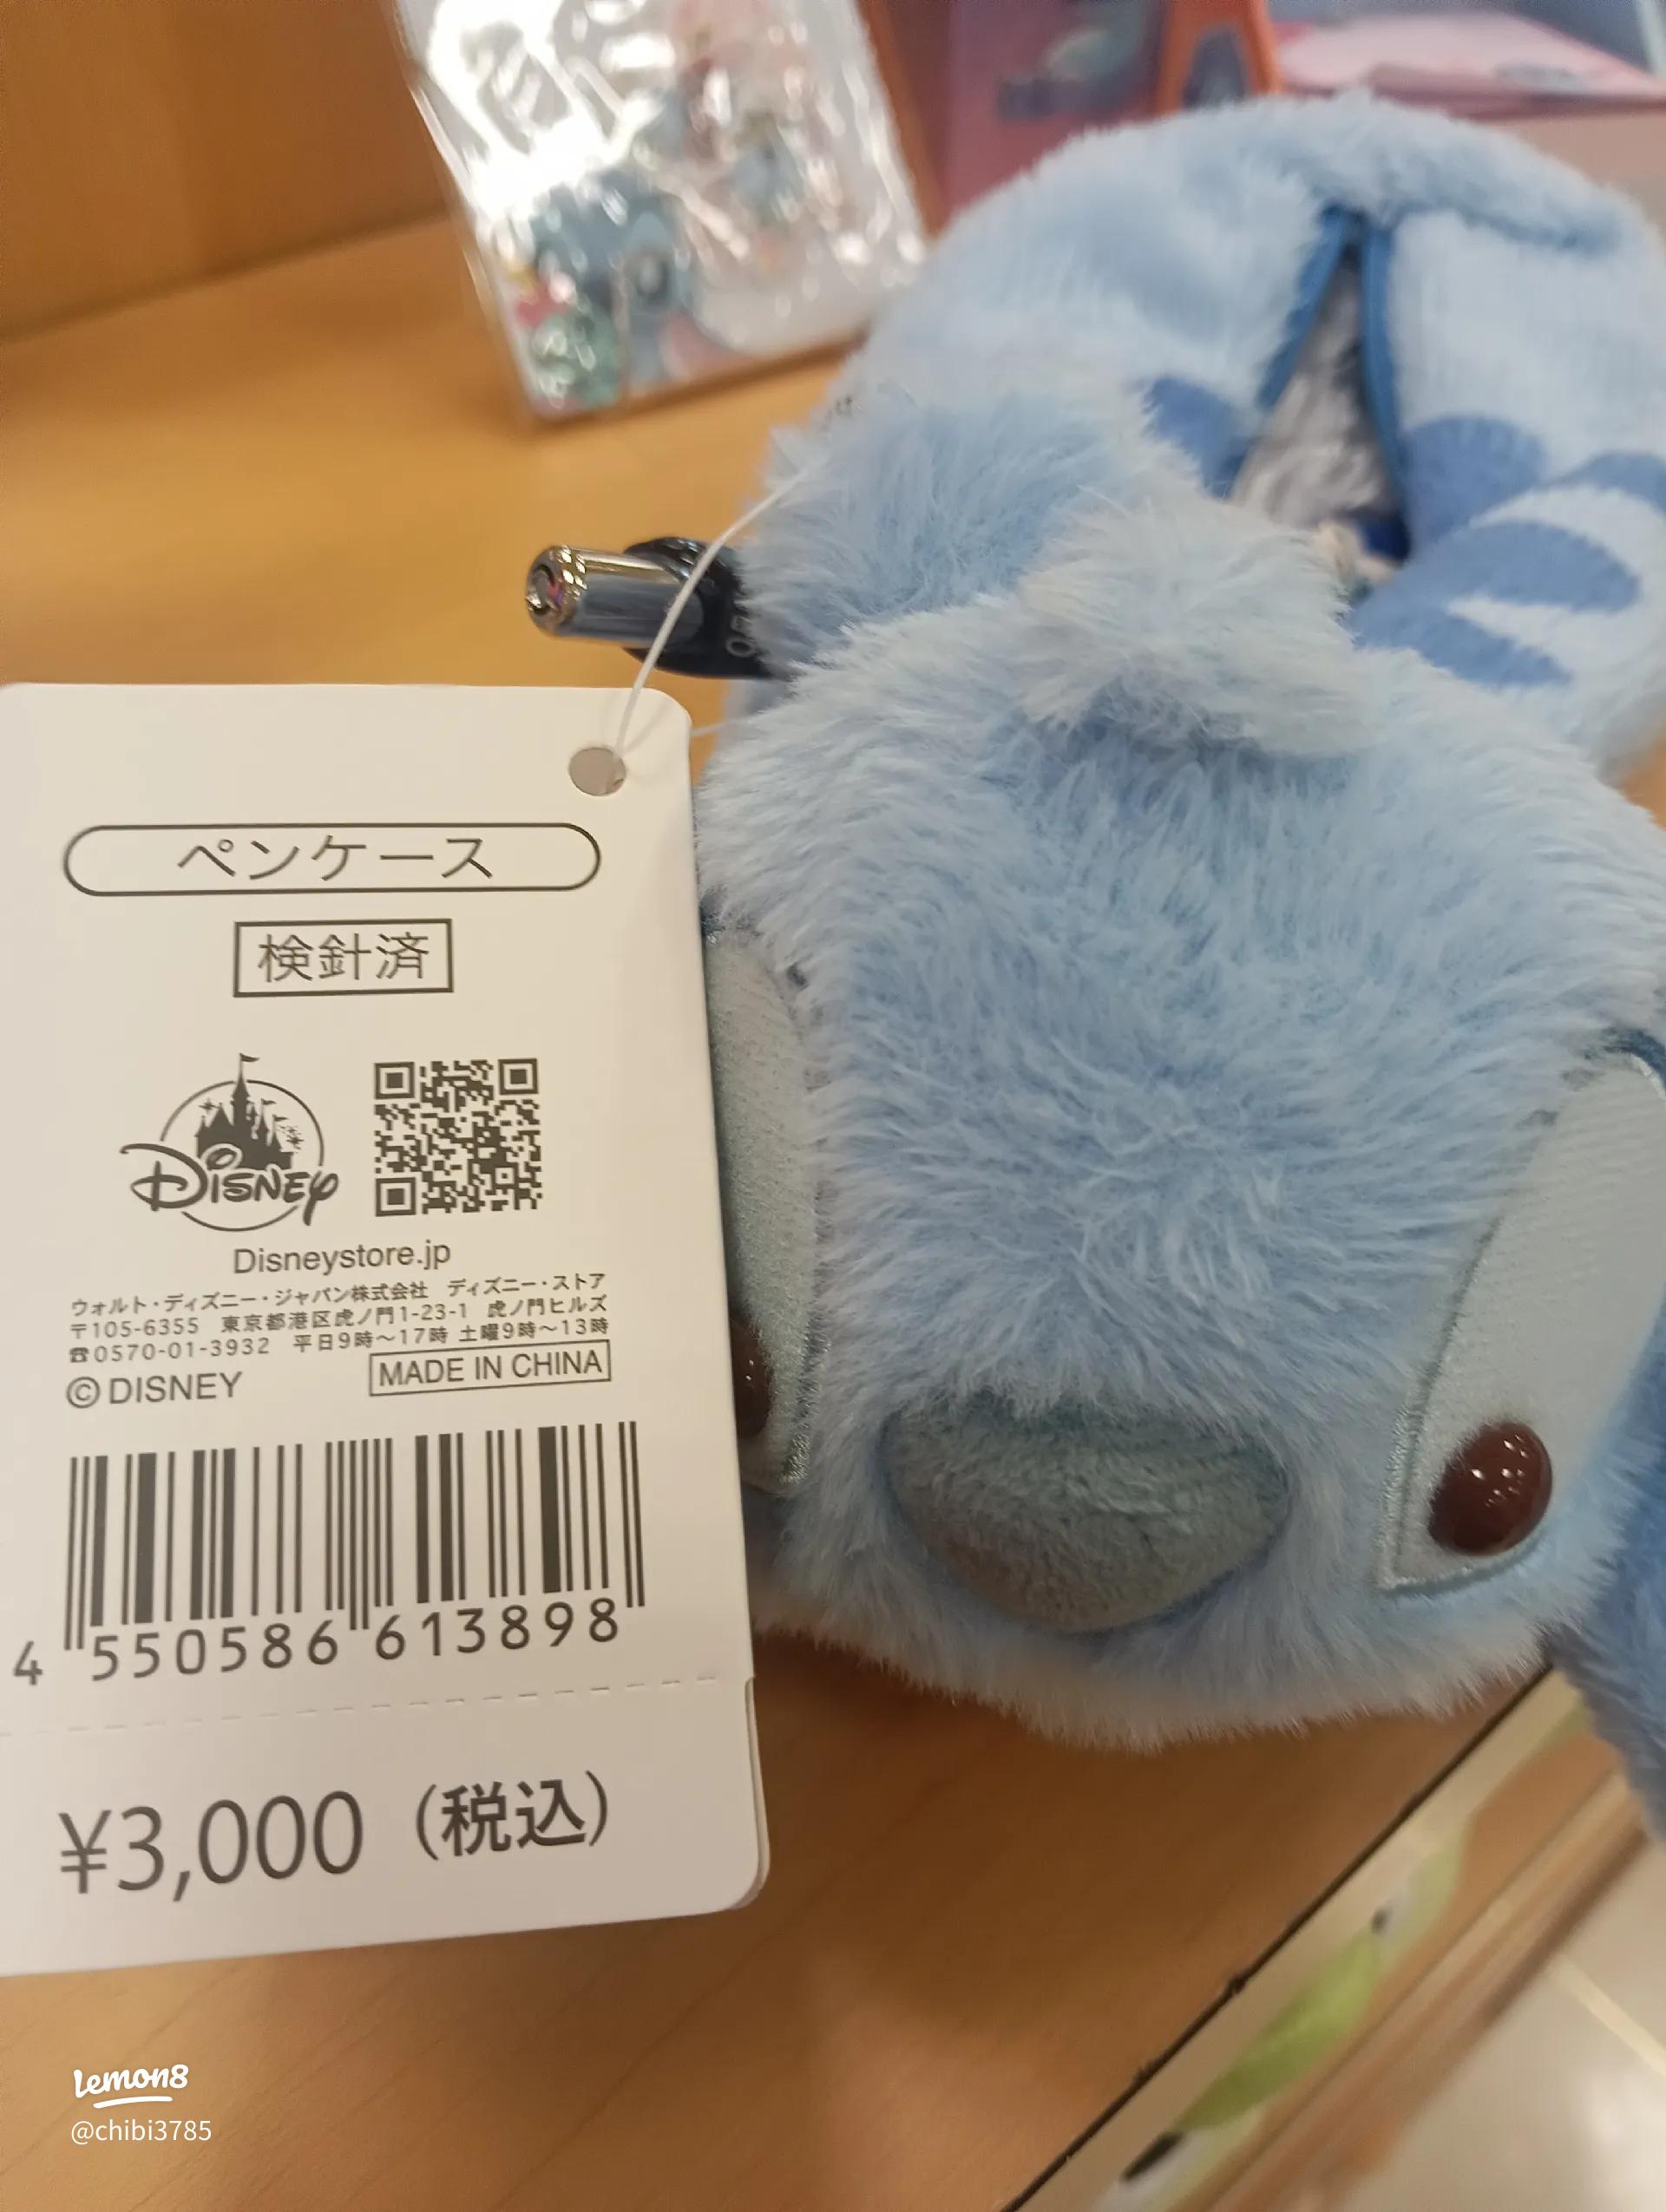 ペンケース
検針済
Disney
Disneystore.jp
ウォルト・ディズニー・ジャパン株式会社 ディズニー・ストア
〒105-6355 東京都港区虎ノ門1-23-1 虎ノ門ヒルズ
☎0570-01-3932 平日9時～17時 土曜9時～13時
©DISNEY MADE IN CHINA
4 550586 613898
¥3,000（税込）
lemon8
@chibi3785